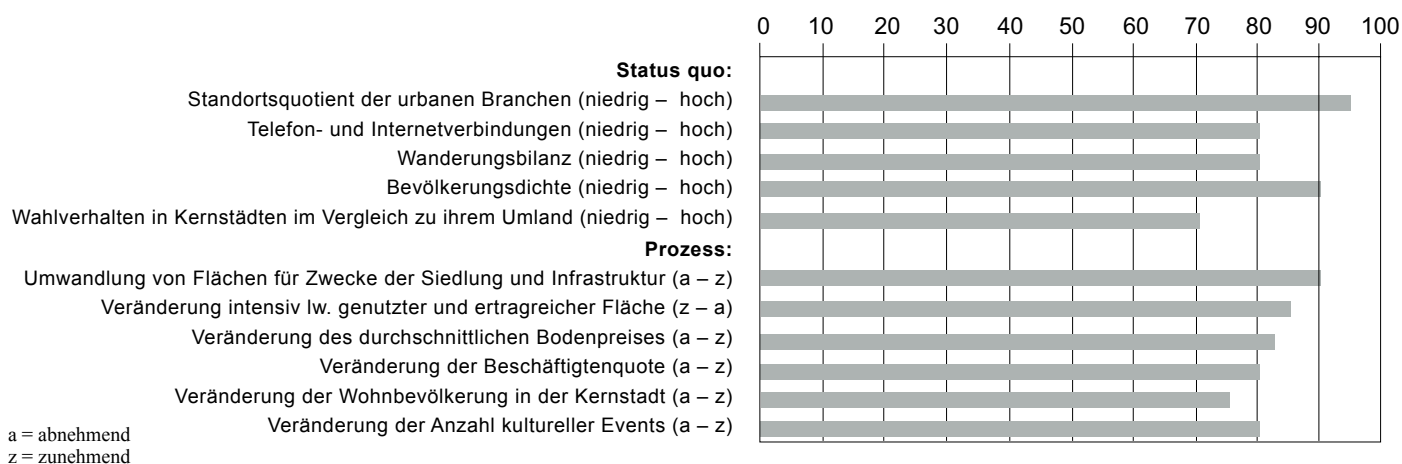 0 10 20 30 40 50 60 70 80 90 100
Status quo:
Standortsquotient der urbanen Branchen (niedrig – hoch)
Telefon- und Internetverbindungen (niedrig – hoch)
Wanderungsbilanz (niedrig – hoch)
Bevölkerungsdichte (niedrig – hoch)
Wahlverhalten in Kernstädten im Vergleich zu ihrem Umland (niedrig – hoch)
Prozess:
Umwandlung von Flächen für Zwecke der Siedlung und Infrastruktur (a – z)
Veränderung intensiv lw. genutzter und ertragreicher Fläche (z – a)
Veränderung des durchschnittlichen Bodenpreises (a – z)
Veränderung der Beschäftigtenquote (a – z)
Veränderung der Wohnbevölkerung in der Kernstadt (a – z)
Veränderung der Anzahl kultureller Events (a – z)
a = abnehmend
z = zunehmend